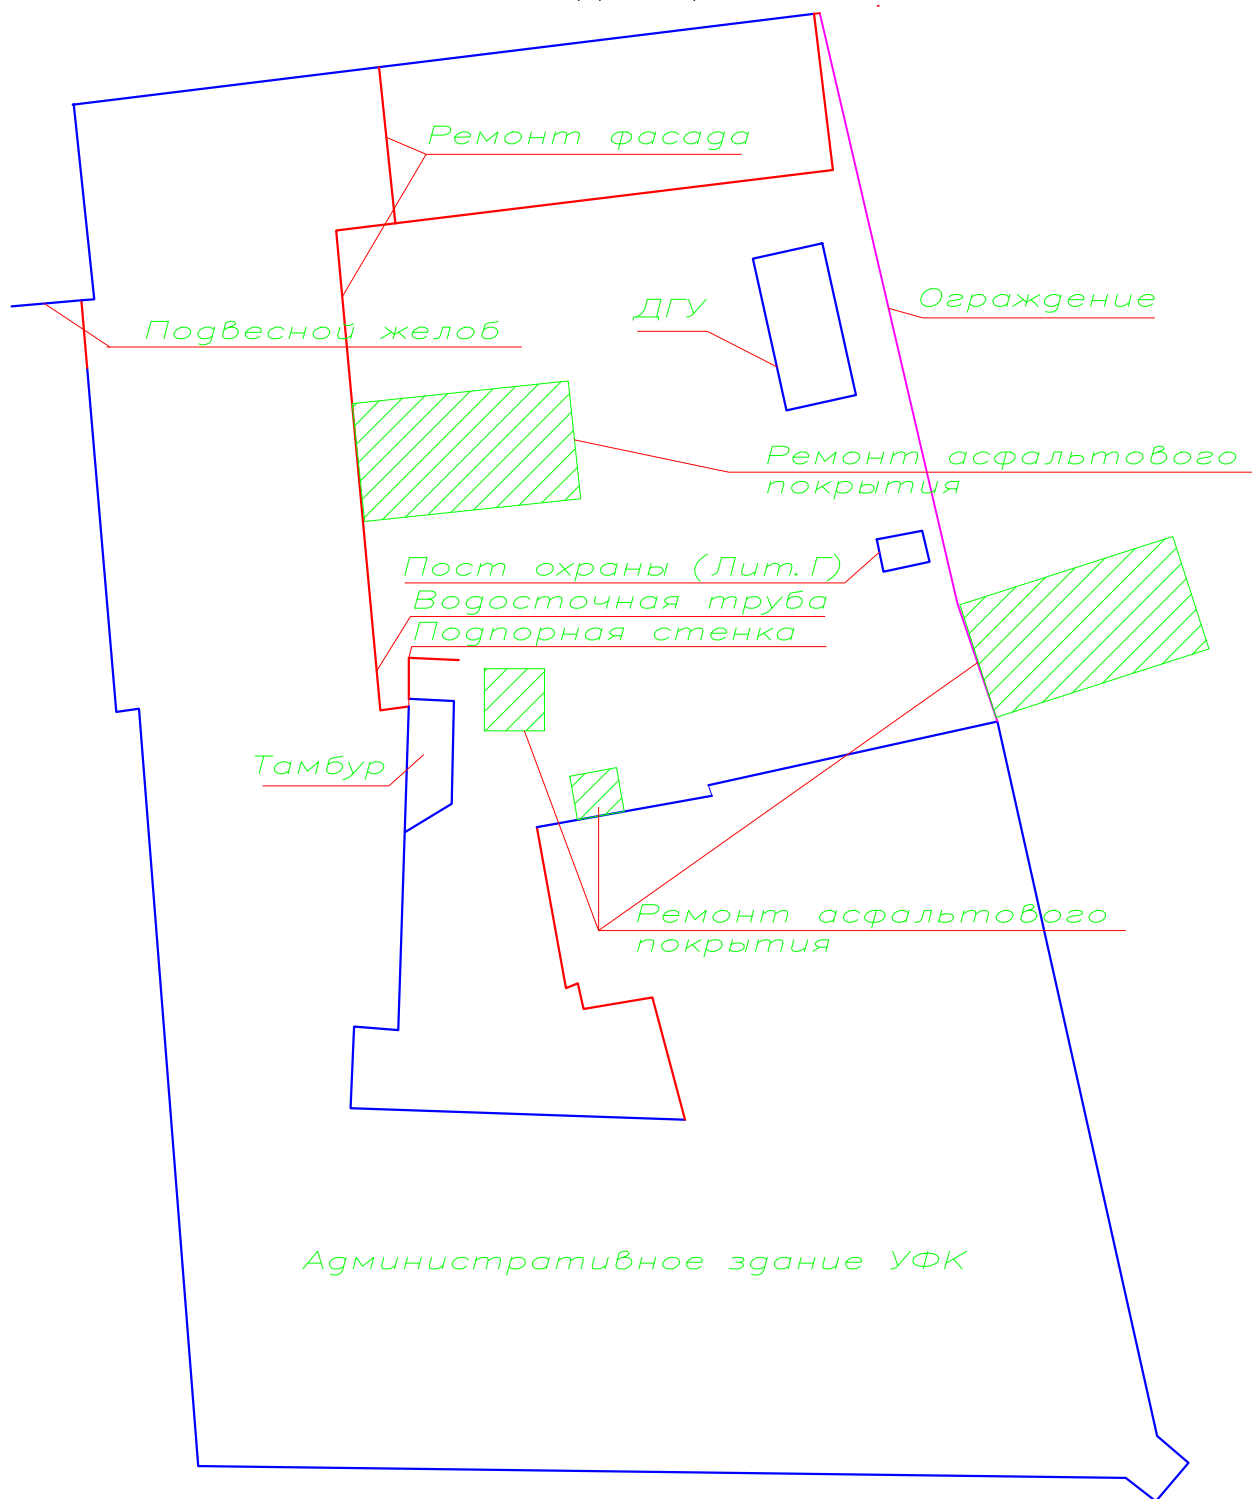 Ремонт фасада
Ограждение
ДГУ
Подвесной желоб
Ремонт асфальтового
покрытия
Пост охраны (Лит. Г)
Водосточная труба
Подпорная стенка
Тамбур
Ремонт асфальтового
покрытия
Административное здание УФК